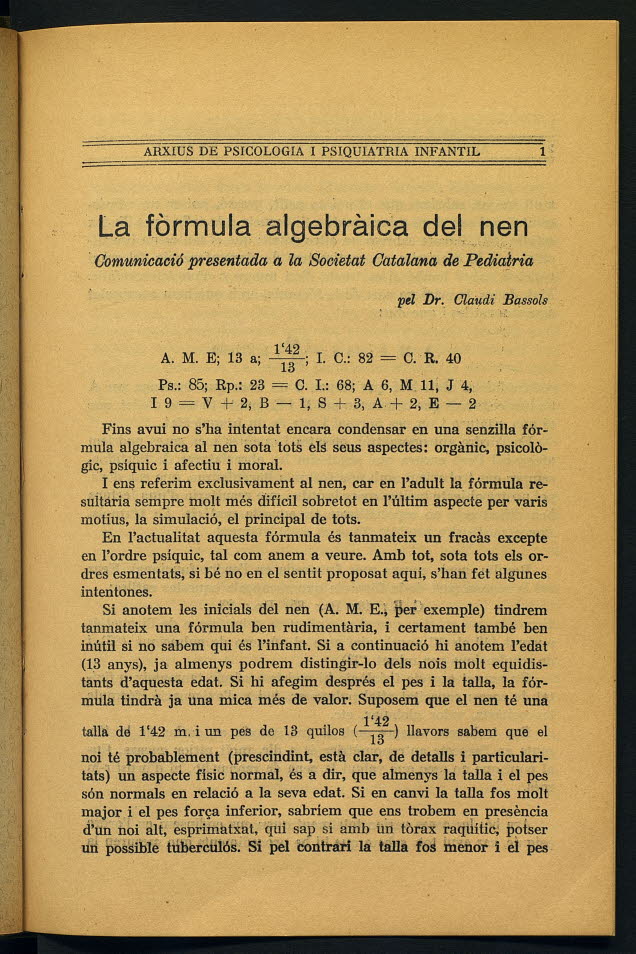 ARXIUS DE PSICOLOGIA I PSIQUIATRIA INFANTIL 1
La fòrmula algebràica del nen
Comunicació presentada a la Societat Catalana de Pediatria
pel Dr. Claudi Bassols
A. M. E; 13 a; 1‘42/13; I. C.: 82 = C. R. 40
Ps.: 85; Rp.: 23 = C. I.: 68; A 6, M 11, J 4,
I 9 = V + 2, B — 1, S + 3, A + 2, E — 2
Fins avui no s’ha intentat encara condensar en una senzilla fór-
mula algebraica al nen sota tots els seus aspectes: orgànic, psicolò-
gic, psíquic i afectiu i moral.
I ens referim exclusivament al nen, car en l’adult la fórmula re-
sultaria sempre molt més difícil sobretot en l’últim aspecte per varis
motius, la simulació, el principal de tots.
En l’actualitat aquesta fórmula és tanmateix un fracàs excepte
en l’ordre psíquic, tal com anem a veure. Amb tot, sota tots els or-
dres esmentats, si bé no en el sentit proposat aquí, s’han fet algunes
intentones.
Si anotem les inicials del nen (A. M. E., per exemple) tindrem
tanmateix una fórmula ben rudimentària, i certament també ben
inútil si no sabem qui és l’infant. Si a continuació hi anotem l’edat
(13 anys), ja almenys podrem distingir-lo dels nois molt equidis-
tants d’aquesta edat. Si hi afegim després el pes i la talla, la fór-
mula tindrà ja una mica més de valor. Suposem que el nen té una
talla de 1‘42 m. i un pes de 13 quilos (1‘42/13) llavors sabem que el
noi té probablement (prescindint, està clar, de detalls i particulari-
tats) un aspecte físic normal, és a dir, que almenys la talla i el pes
són normals en relació a la seva edat. Si en canvi la talla fos molt
major i el pes força inferior, sabríem que ens trobem en presència
d’un noi alt, esprimatxat, qui sap si amb un tòrax raquític, potser
un possible tuberculós. Si pel contrari la talla fos menor i el pes